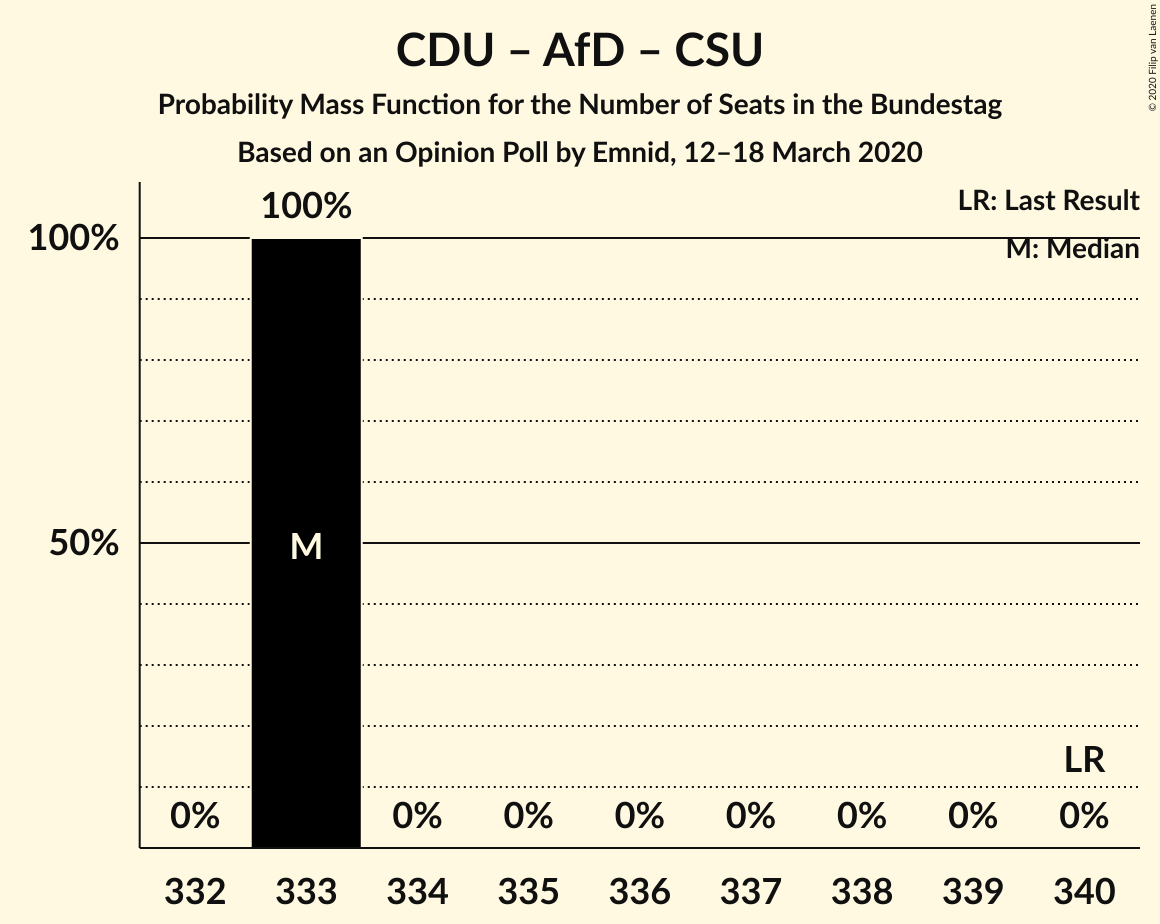 CDU – AfD – CSU
Probability Mass Function for the Number of Seats in the Bundestag
Based on an Opinion Poll by Emnid, 12–18 March 2020
© 2020 Filip van Laenen
LR: Last Result
M: Median
100%
100%
50%
M
LR
0% 0% 0% 0% 0% 0% 0% 0%
332 333 334 335 336 337 338 339 340